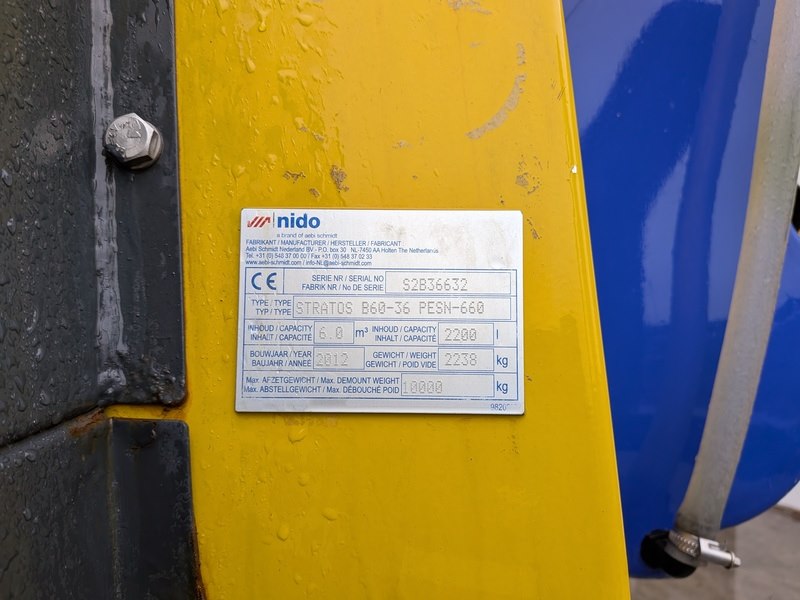 nido
a brand of aebi schmidt
FABRIKANT / MANUFACTURER / HERSTELLER / FABRICANT
Aebi Schmidt Nederland BV - P.O. box 30 NL-7450 AA Holten The Netherlands
Tel. +31 (0) 548 37 00 00 / Fax +31 (0) 548 37 02 33
www.aebi-schmidt.com / info-NL@aebi-schmidt.com
CE
SERIE NR / SERIAL NO
FABRIK NR / No DE SERIE
S2B36632
TYPE / TYPE
TYP / TYPE
STRATOS B60-36 PESN-660
INHOUD / CAPACITY
INHALT / CAPACITÉ
6.0 m³
INHOUD / CAPACITY
INHALT / CAPACITÉ
2200 l
BOUWJAAR / YEAR
BAUJAHR / ANNEÉ
2012
GEWICHT / WEIGHT
GEWICHT / POID VIDE
2238 kg
Max. AFZETGEWICHT / Max. DEMOUNT WEIGHT
Max. ABSTELLGEWICHT / Max. DÉBOUCHÉ POID
10000 kg